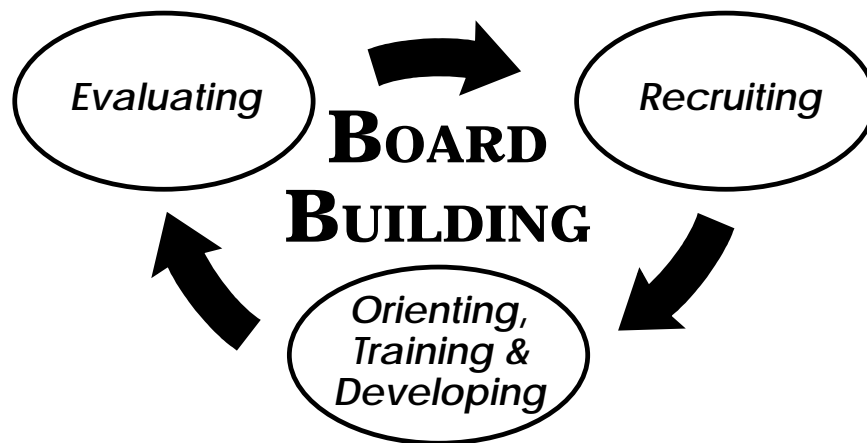 Evaluating
Recruiting
BOARD
BUILDING
Orienting,
Training &
Developing